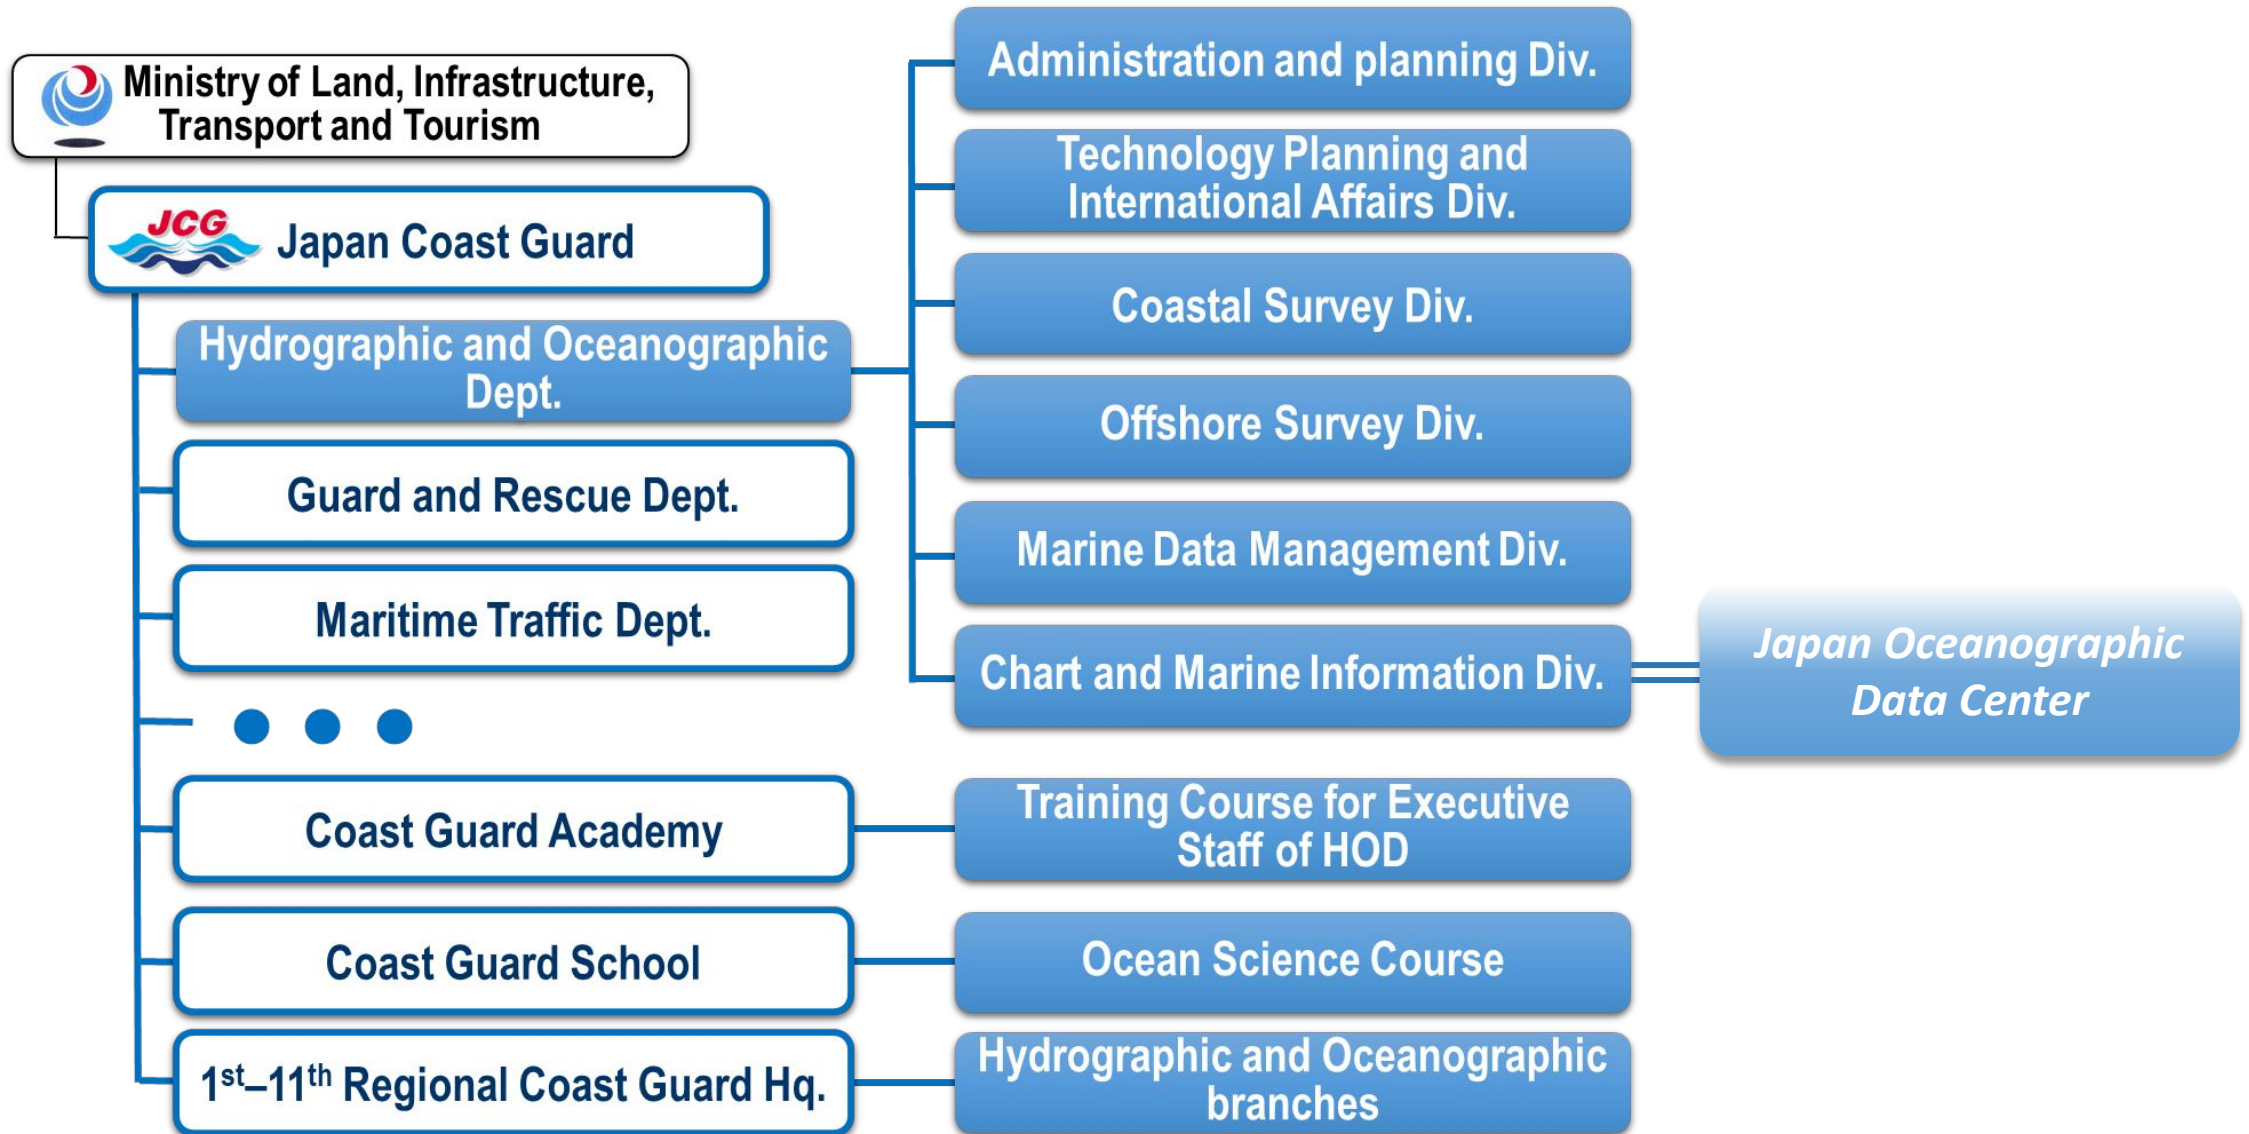 Ministry of Land, Infrastructure,
Transport and Tourism
JCG
Japan Coast Guard
Hydrographic and Oceanographic
Dept.
Guard and Rescue Dept.
Maritime Traffic Dept.
Coast Guard Academy
Coast Guard School
1st–11th Regional Coast Guard Hq.
Administration and planning Div.
Technology Planning and
International Affairs Div.
Coastal Survey Div.
Offshore Survey Div.
Marine Data Management Div.
Chart and Marine Information Div.
Japan Oceanographic
Data Center
Training Course for Executive
Staff of HOD
Ocean Science Course
Hydrographic and Oceanographic
branches